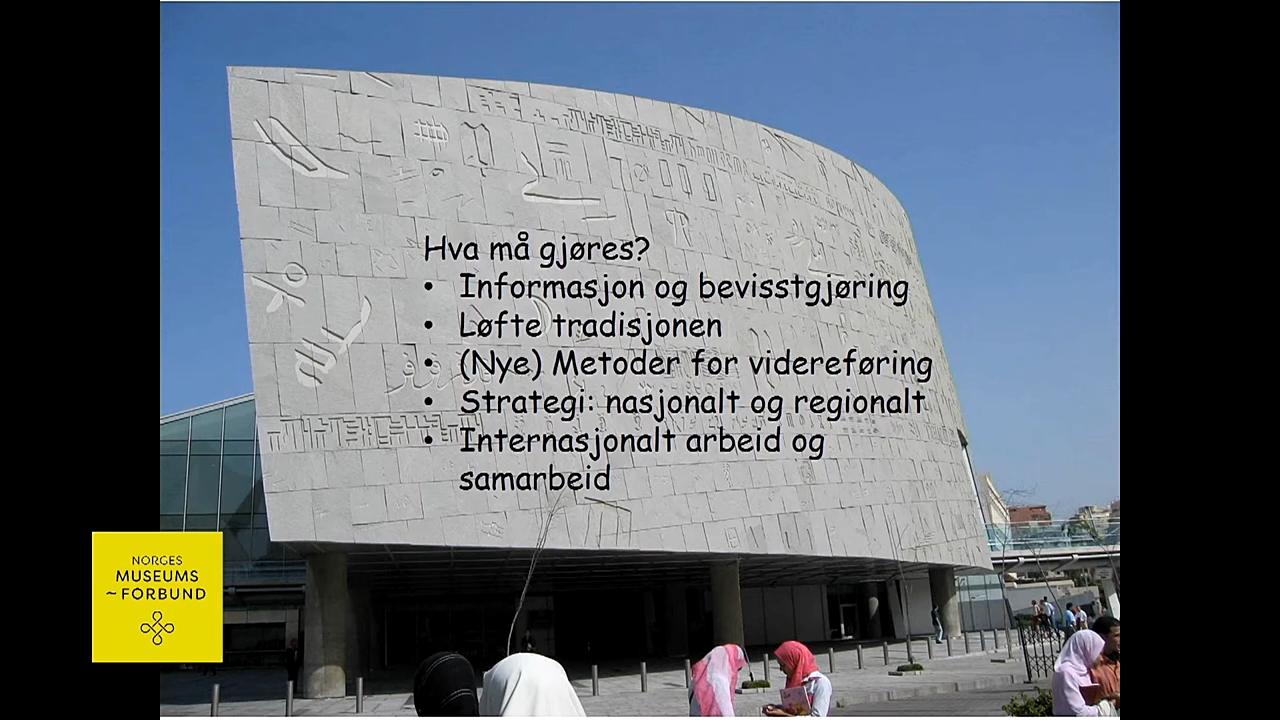 Hva må gjøres?
• Informasjon og bevisstgjøring
• Løfte tradisjonen
• (Nye) Metoder for videreføring
• Strategi: nasjonalt og regionalt
• Internasjonalt arbeid og
samarbeid
NORGES
MUSEUMS
~FORBUND